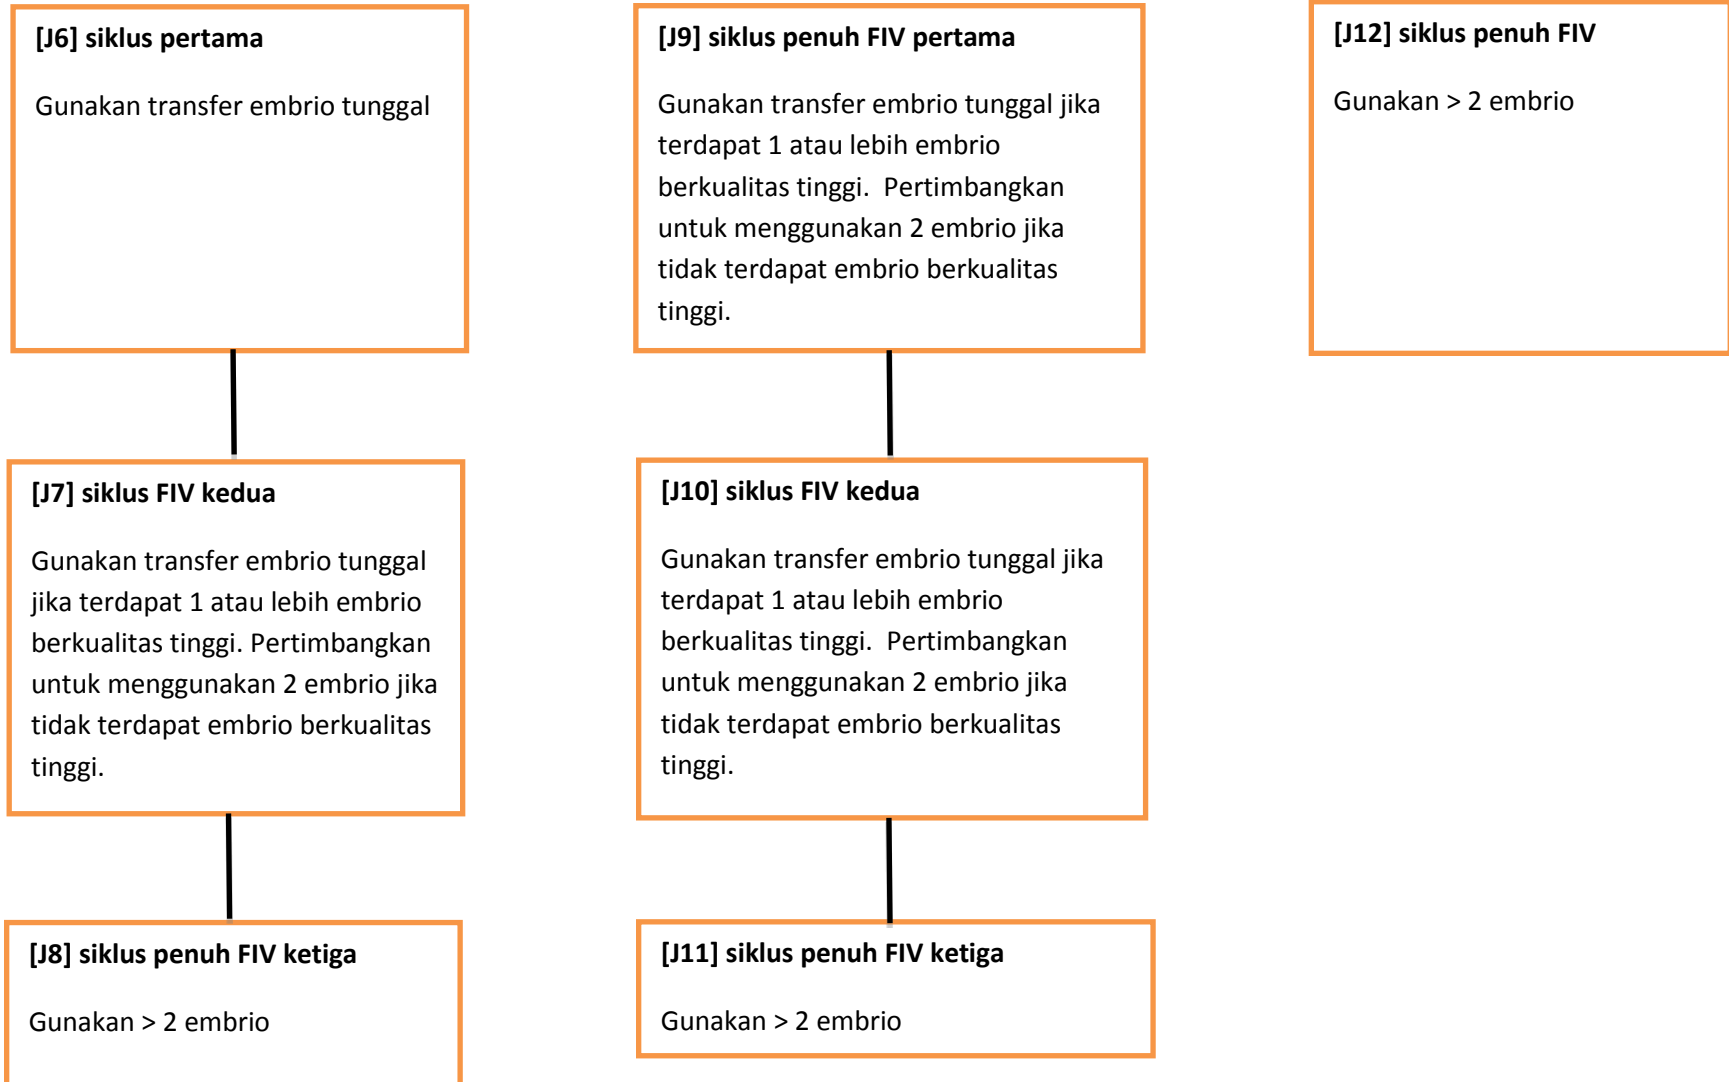 [J6] siklus pertama
Gunakan transfer embrio tunggal
[J9] siklus penuh FIV pertama
Gunakan transfer embrio tunggal jika
terdapat 1 atau lebih embrio
berkualitas tinggi.  Pertimbangkan
untuk menggunakan 2 embrio jika
tidak terdapat embrio berkualitas
tinggi.
[J12] siklus penuh FIV
Gunakan > 2 embrio
[J7] siklus FIV kedua
Gunakan transfer embrio tunggal
jika terdapat 1 atau lebih embrio
berkualitas tinggi. Pertimbangkan
untuk menggunakan 2 embrio jika
tidak terdapat embrio berkualitas
tinggi.
[J10] siklus FIV kedua
Gunakan transfer embrio tunggal jika
terdapat 1 atau lebih embrio
berkualitas tinggi.  Pertimbangkan
untuk menggunakan 2 embrio jika
tidak terdapat embrio berkualitas
tinggi.
[J8] siklus penuh FIV ketiga
Gunakan > 2 embrio
[J11] siklus penuh FIV ketiga
Gunakan > 2 embrio